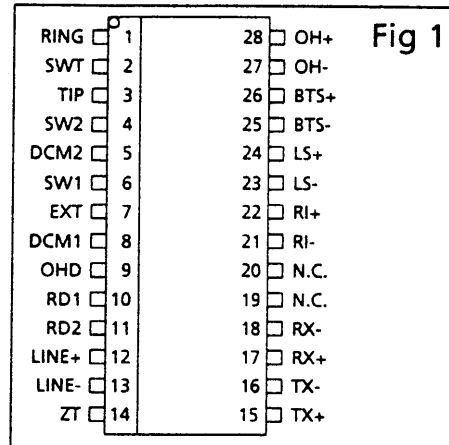 Fig 1
RING 1 28 OH+
SWT 2 27 OH-
TIP 3 26 BTS+
SW2 4 25 BTS-
DCM2 5 24 LS+
SW1 6 23 LS-
EXT 7 22 RI+
DCM1 8 21 RI-
OHD 9 20 N.C.
RD1 10 19 N.C.
RD2 11 18 RX-
LINE+ 12 17 RX+
LINE- 13 16 TX-
ZT 14 15 TX+